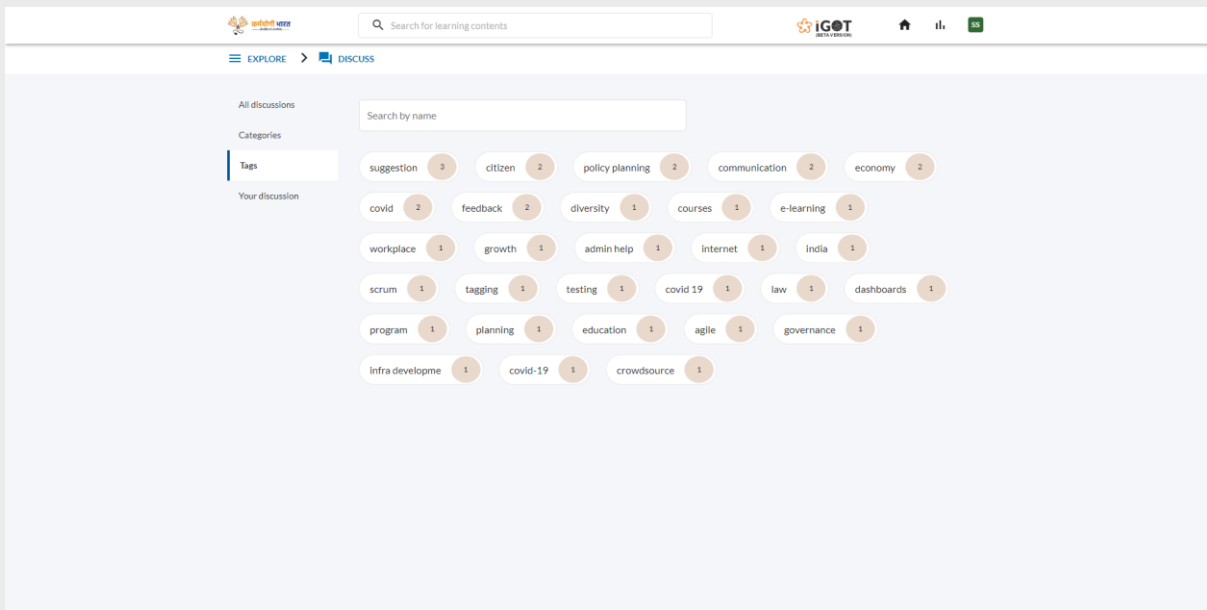 कर्मयोगी भारत
Search for learning contents
iGOT
(BETA VERSION)
SS
EXPLORE
DISCUSS
All discussions
Categories
Tags
Your discussion
Search by name
suggestion 3 citizen 2 policy planning 2 communication 2 economy 2
covid 2 feedback 2 diversity 1 courses 1 e-learning 1
workplace 1 growth 1 admin help 1 internet 1 india 1
scrum 1 tagging 1 testing 1 covid 19 1 law 1 dashboards 1
program 1 planning 1 education 1 agile 1 governance 1
infra developme 1 covid-19 1 crowdsource 1